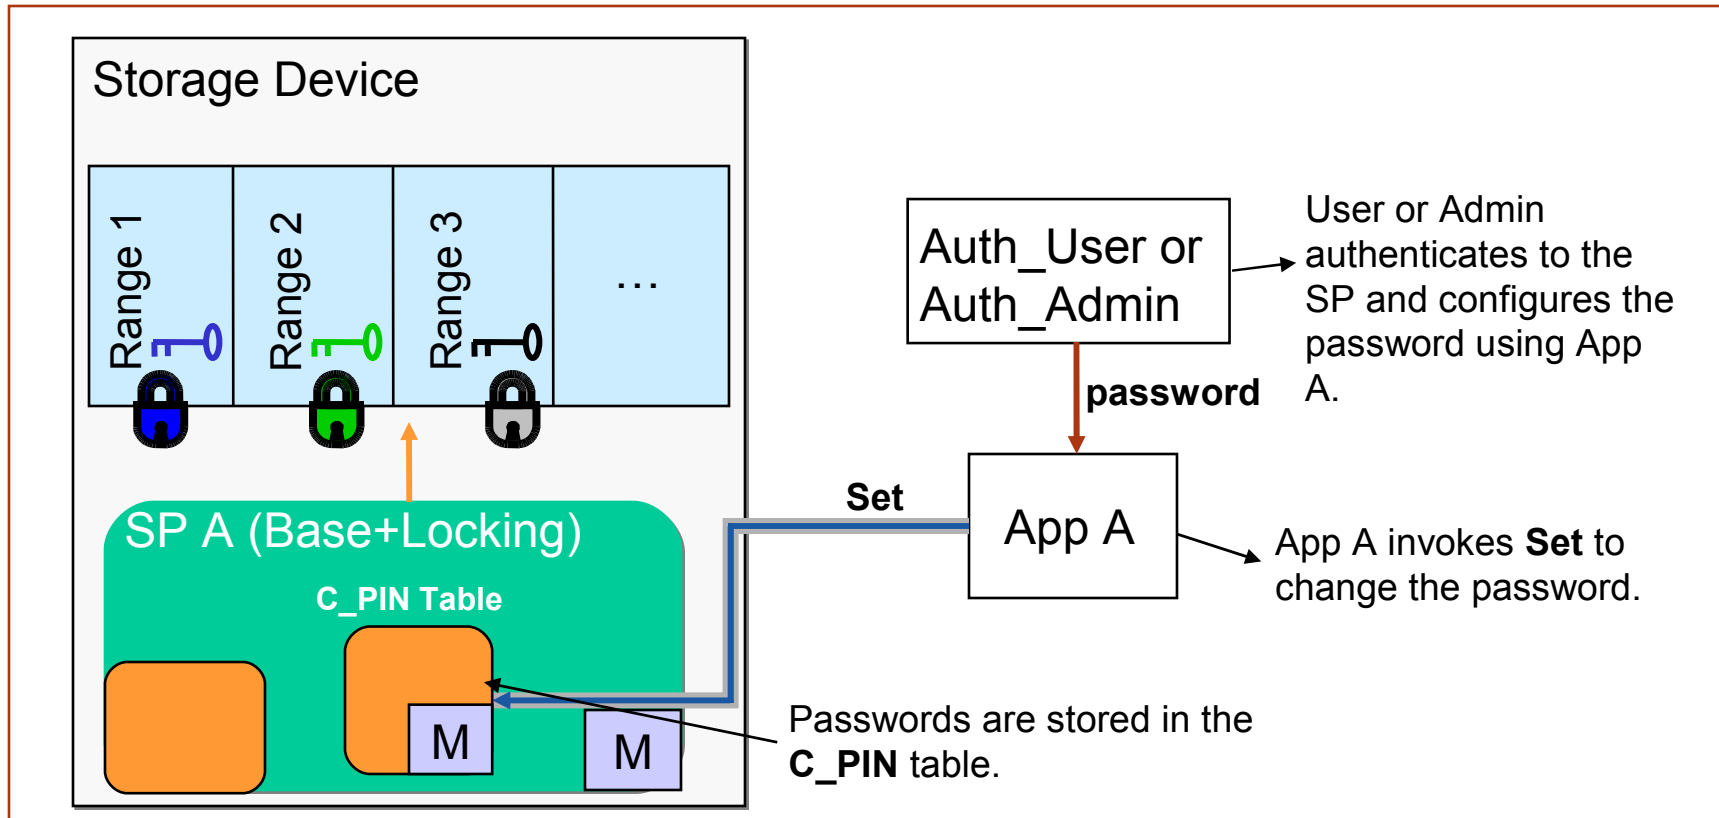 Storage Device
Range 1
Range 2
Range 3
...
SP A (Base+Locking)
C_PIN Table
M
M
Auth_User or
Auth_Admin
password
Set
App A
User or Admin
authenticates to the
SP and configures the
password using App
A.
App A invokes Set to
change the password.
Passwords are stored in the
C_PIN table.